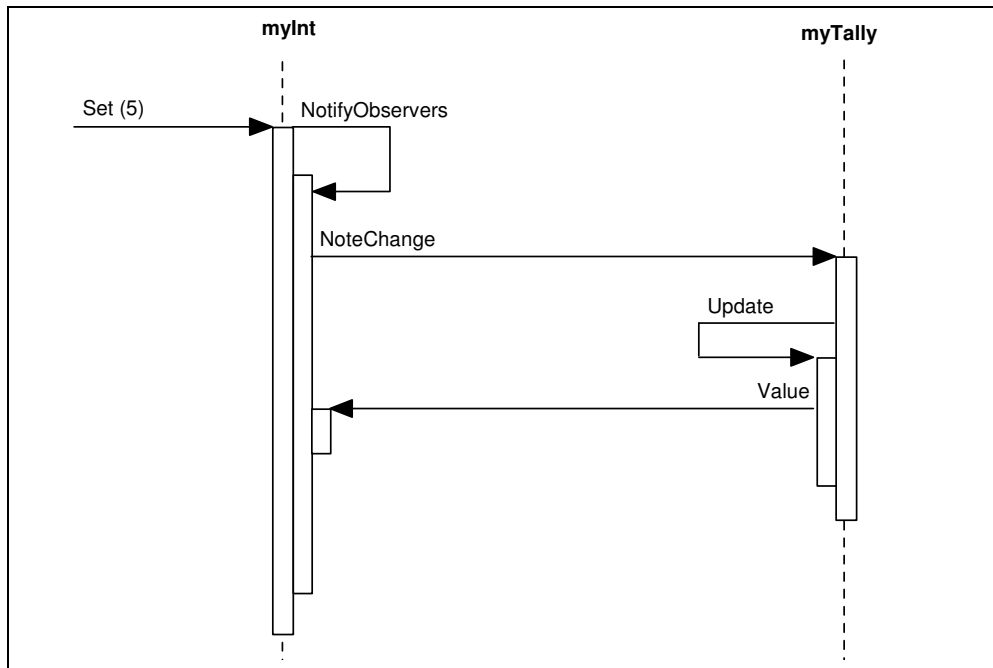 myInt
myTally
Set (5)
NotifyObservers
NoteChange
Update
Value